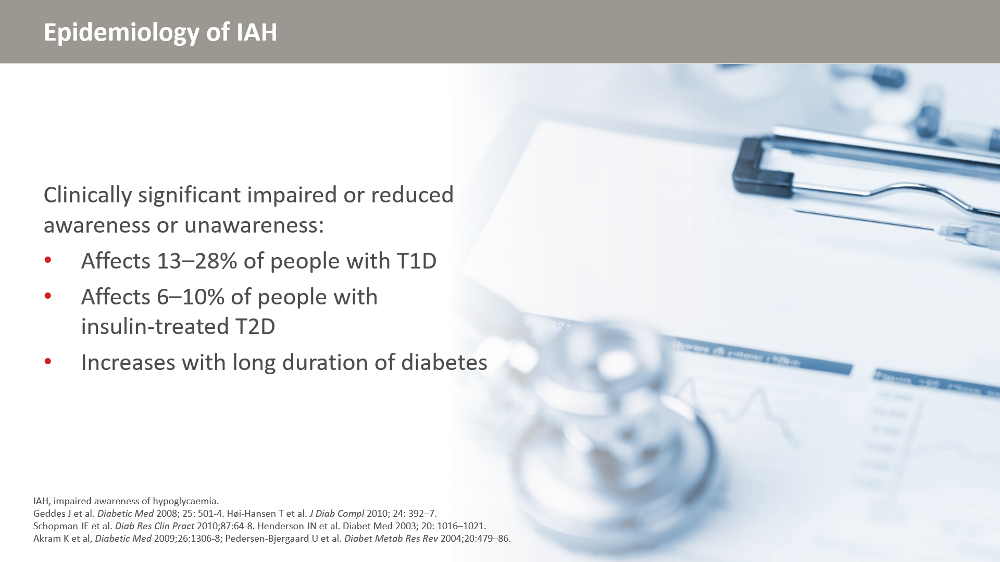 Epidemiology of IAH
Clinically significant impaired or reduced
awareness or unawareness:
• Affects 13–28% of people with T1D
• Affects 6–10% of people with
insulin-treated T2D
• Increases with long duration of diabetes
IAH, impaired awareness of hypoglycaemia.
Geddes J et al. Diabetic Med 2008; 25: 501-4. Høi-Hansen T et al. J Diab Compl 2010; 24: 392–7.
Schopman JE et al. Diab Res Clin Pract 2010;87:64-8. Henderson JN et al. Diabet Med 2003; 20: 1016–1021.
Akram K et al, Diabetic Med 2009;26:1306-8; Pedersen-Bjergaard U et al. Diabet Metab Res Rev 2004;20:479–86.